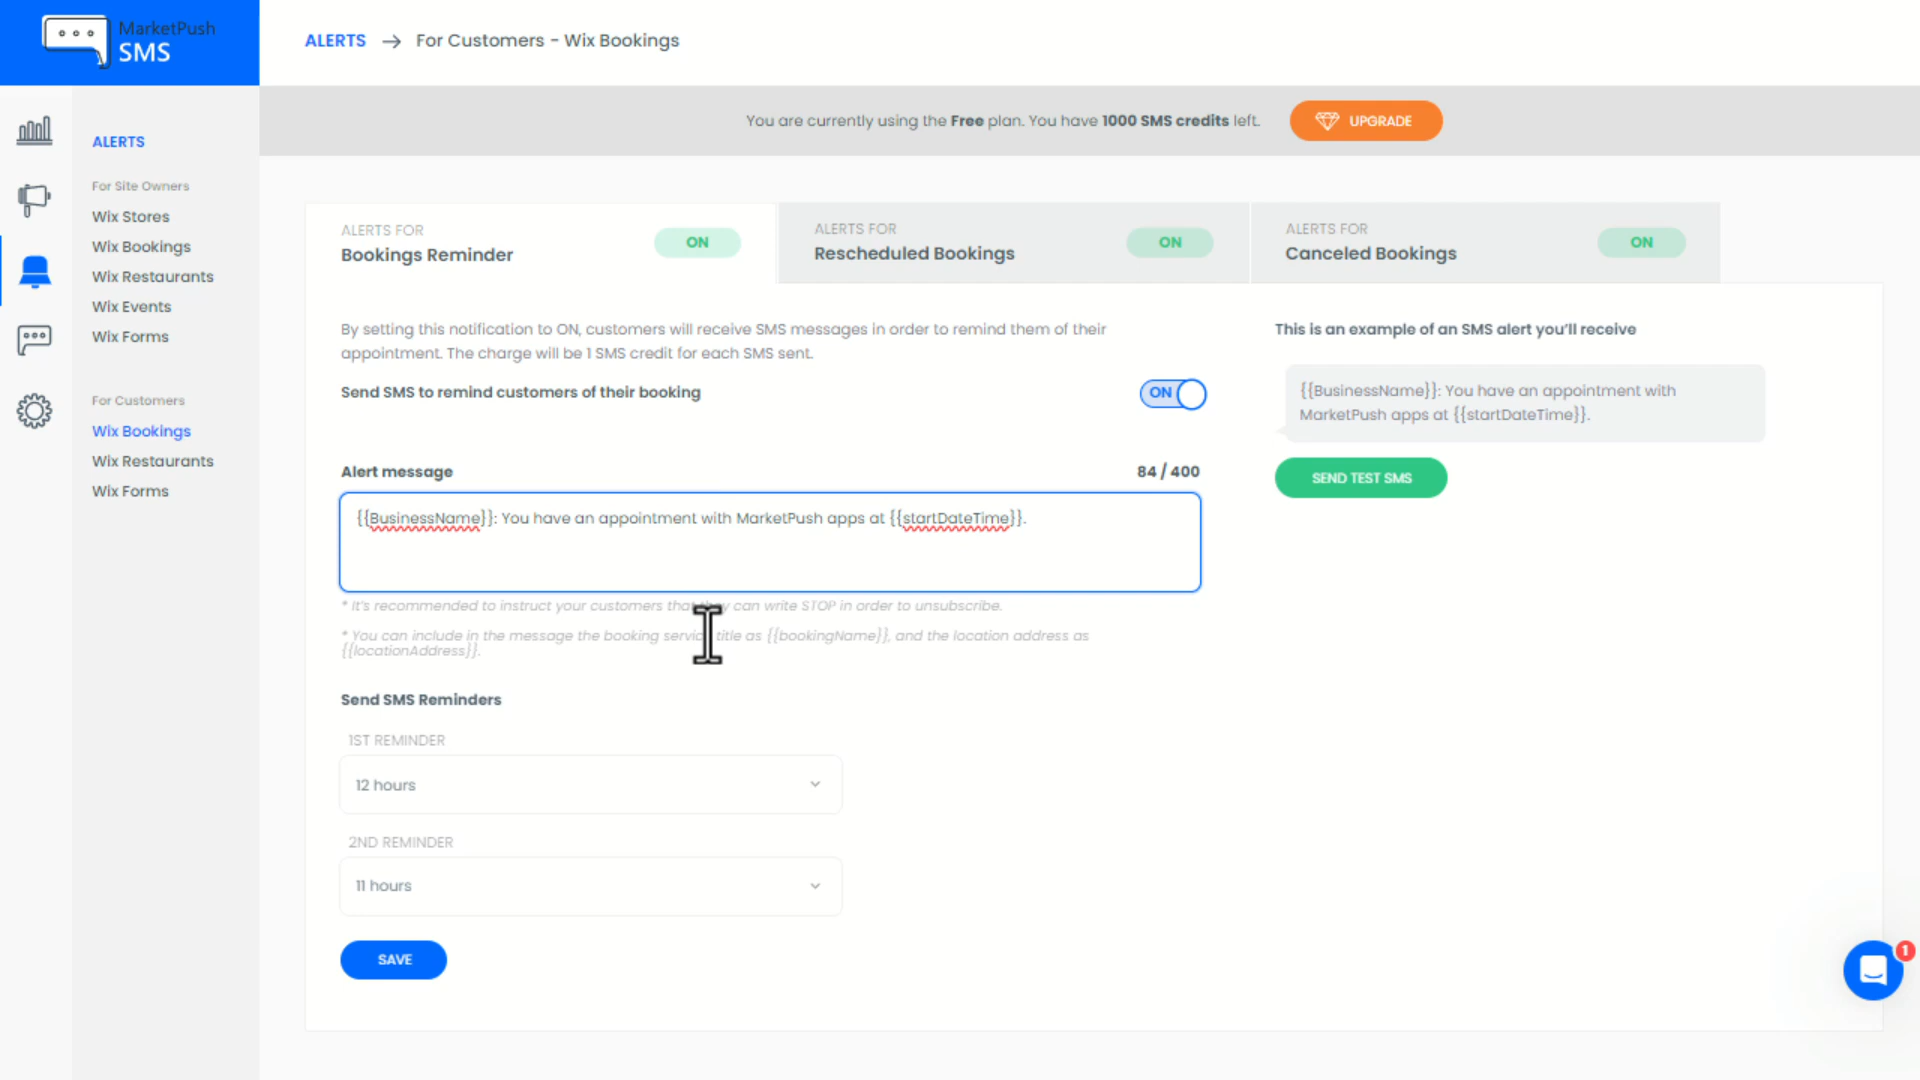 MarketPush
SMS
ALERTS → For Customers - Wix Bookings
You are currently using the Free plan. You have 1000 SMS credits left.
UPGRADE
ALERTS
For Site Owners
Wix Stores
Wix Bookings
Wix Restaurants
Wix Events
Wix Forms
For Customers
Wix Bookings
Wix Restaurants
Wix Forms
ALERTS FOR
Bookings Reminder
ON
ALERTS FOR
Rescheduled Bookings
ON
ALERTS FOR
Canceled Bookings
ON
By setting this notification to ON, customers will receive SMS messages in order to remind them of their
appointment. The charge will be 1 SMS credit for each SMS sent.
Send SMS to remind customers of their booking
ON
Alert message
84 / 400
{{BusinessName}}: You have an appointment with MarketPush apps at {{startDateTime}}.
* It's recommended to instruct your customers that they can write STOP in order to unsubscribe.
* You can include in the message the booking service title as {{bookingName}}, and the location address as
{{locationAddress}}.
Send SMS Reminders
1ST REMINDER
12 hours
2ND REMINDER
11 hours
SAVE
This is an example of an SMS alert you'll receive
{{BusinessName}}: You have an appointment with
MarketPush apps at {{startDateTime}}.
SEND TEST SMS
1